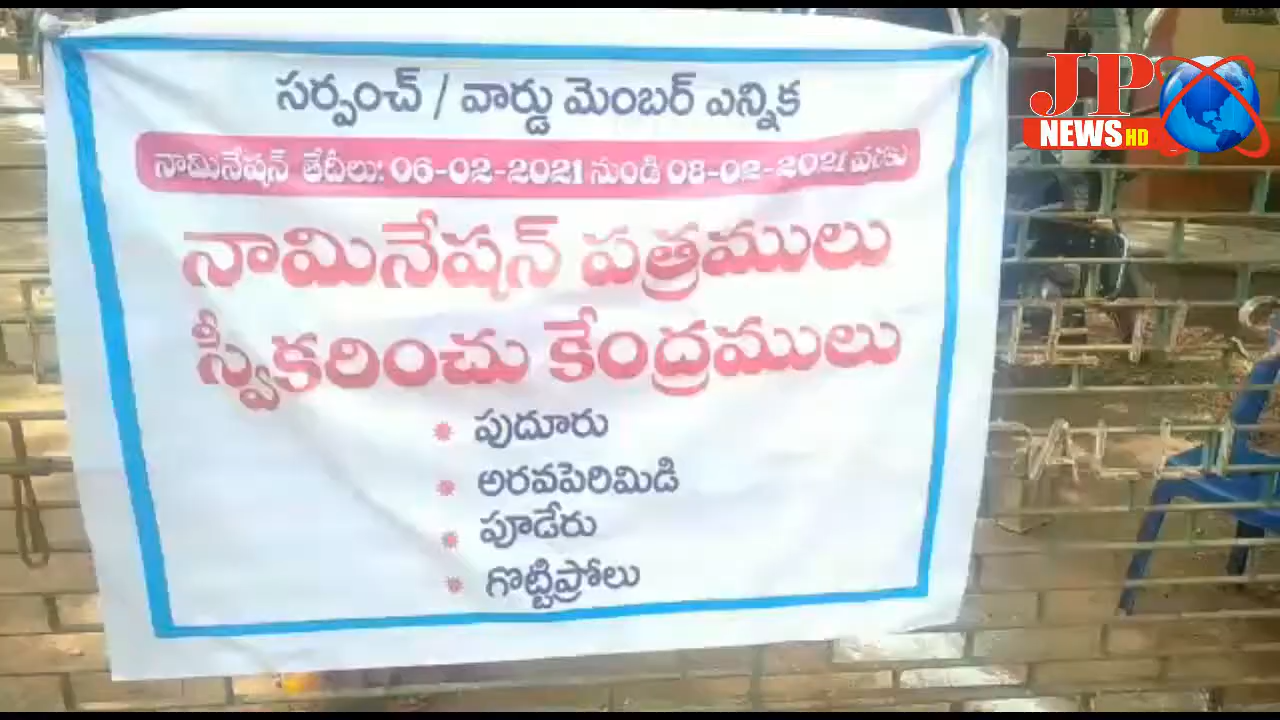 సర్పంచ్ / వార్డు మెంబర్ ఎన్నిక
నామినేషన్ తేదీలు: 06-02-2021 నుండి 08-02-2021 వరకు
నామినేషన్ పత్రములు
స్వీకరించు కేంద్రములు
పుదూరు
అరవపెరిమిడి
పూడేరు
గొట్టిప్రోలు
JP
NEWS HD